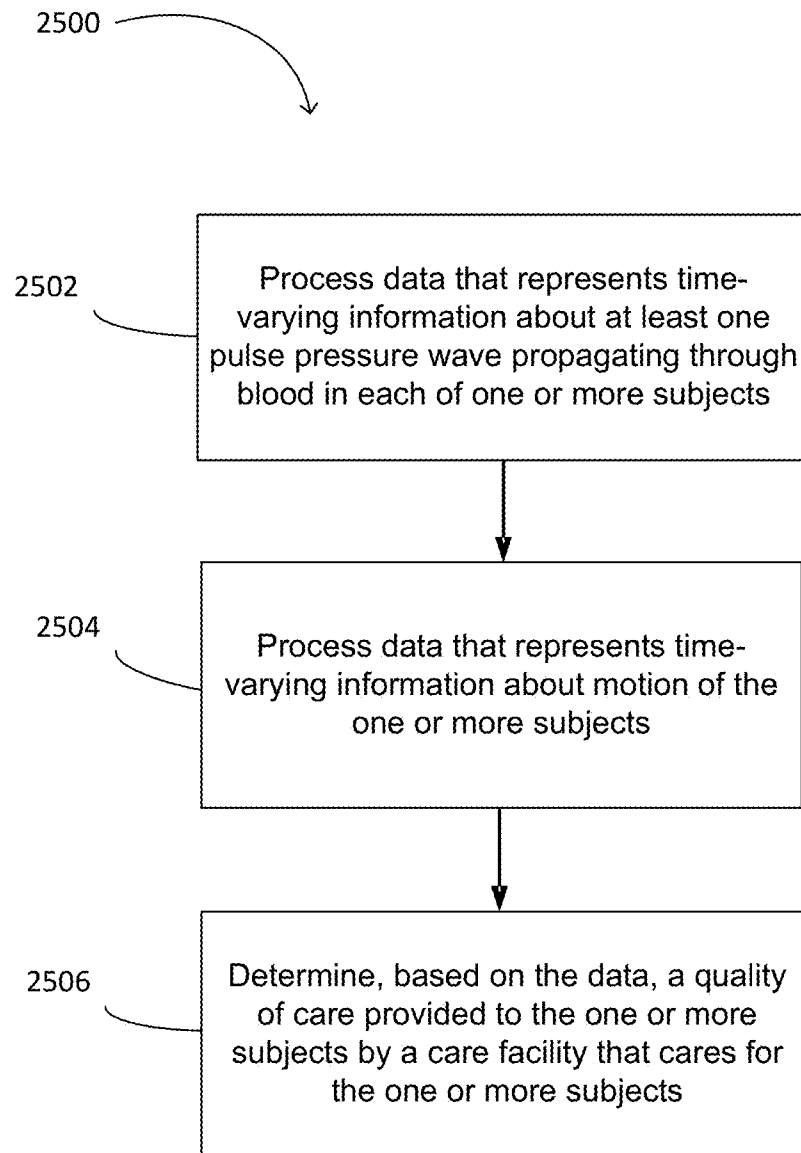 2500
2502
Process data that represents time-
varying information about at least one
pulse pressure wave propagating through
blood in each of one or more subjects
2504
Process data that represents time-
varying information about motion of the
one or more subjects
2506
Determine, based on the data, a quality
of care provided to the one or more
subjects by a care facility that cares for
the one or more subjects